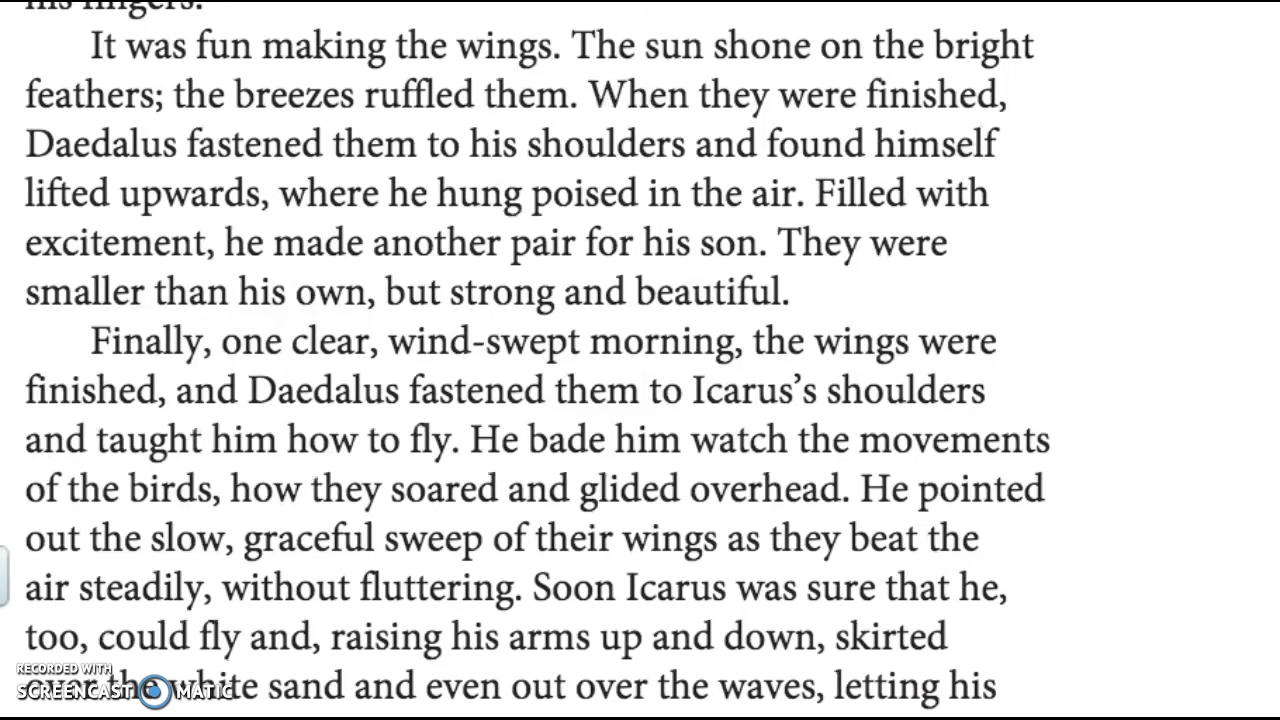 his fingers.
It was fun making the wings. The sun shone on the bright
feathers; the breezes ruffled them. When they were finished,
Daedalus fastened them to his shoulders and found himself
lifted upwards, where he hung poised in the air. Filled with
excitement, he made another pair for his son. They were
smaller than his own, but strong and beautiful.
Finally, one clear, wind-swept morning, the wings were
finished, and Daedalus fastened them to Icarus’s shoulders
and taught him how to fly. He bade him watch the movements
of the birds, how they soared and glided overhead. He pointed
out the slow, graceful sweep of their wings as they beat the
air steadily, without fluttering. Soon Icarus was sure that he,
too, could fly and, raising his arms up and down, skirted
over the white sand and even out over the waves, letting his
RECORDED WITH
SCREENCAST MATIC